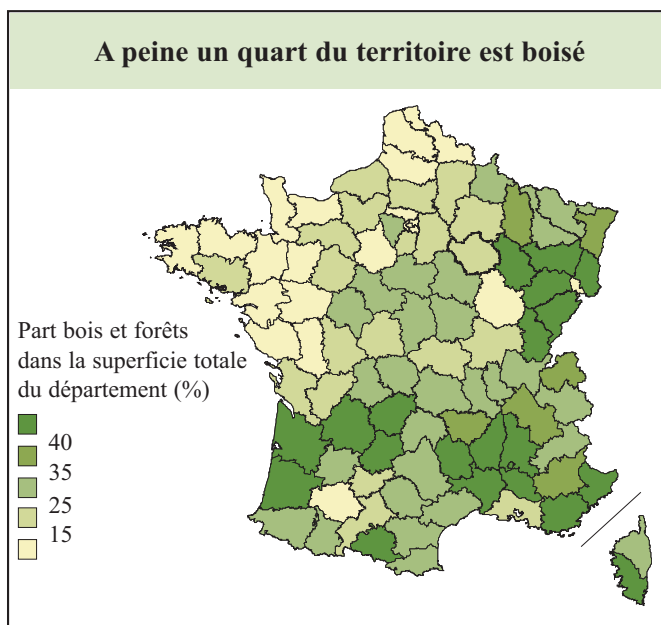 A peine un quart du territoire est boisé
Part bois et forêts
dans la superficie totale
du département (%)
40
35
25
15